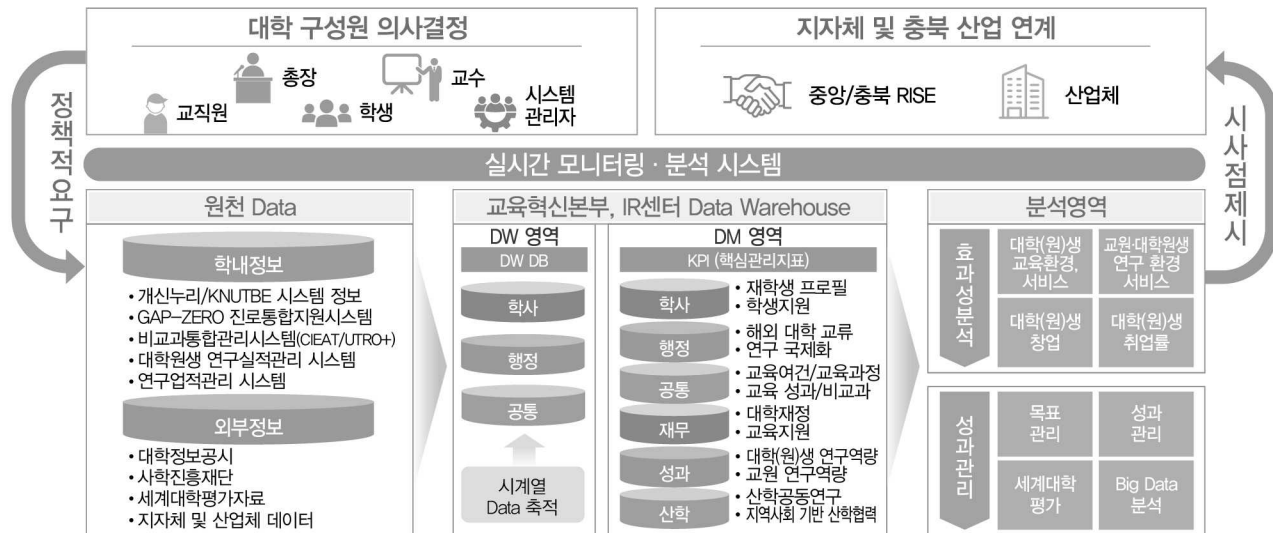 대학 구성원 의사결정
총장
교수
교직원
학생
시스템
관리자
지자체 및 충북 산업 연계
중앙/충북 RISE
산업체
정책적요구
시사점제시
실시간 모니터링 · 분석 시스템
원천 Data
학내정보
• 개신누리/KNUTBE 시스템 정보
• GAP-ZERO 진로통합지원시스템
• 비교과통합관리시스템(CIEAT/UTRO+)
• 대학원생 연구실적관리 시스템
• 연구업적관리 시스템
외부정보
• 대학정보공시
• 사학진흥재단
• 세계대학평가자료
• 지자체 및 산업체 데이터
교육혁신본부, IR센터 Data Warehouse
DW 영역
DW DB
학사
행정
공통
시계열
Data 축적
DM 영역
KPI (핵심관리지표)
학사
• 재학생 프로필
• 학생지원
행정
• 해외 대학 교류
• 연구 국제화
공통
• 교육여건/교육과정
• 교육 성과/비교과
재무
• 대학재정
• 교육지원
성과
• 대학(원)생 연구역량
• 교원 연구역량
산학
• 산학공동연구
• 지역사회 기반 산학협력
분석영역
효과성분석
대학(원)생
교육환경,
서비스
교원·대학원생
연구 환경
서비스
대학(원)생
창업
대학(원)생
취업률
성과관리
목표
관리
성과
관리
세계대학
평가
Big Data
분석